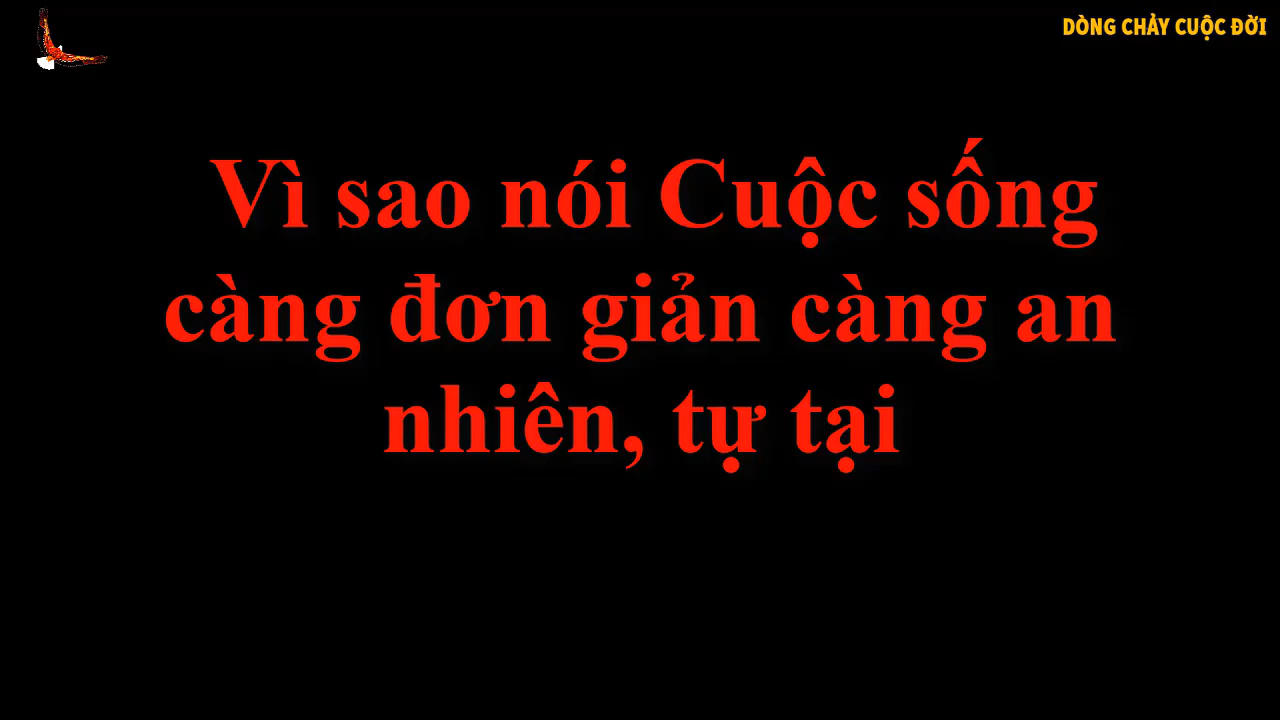 DÒNG CHẢY CUỘC ĐỜI
Vì sao nói Cuộc sống
càng đơn giản càng an
nhiên, tự tại